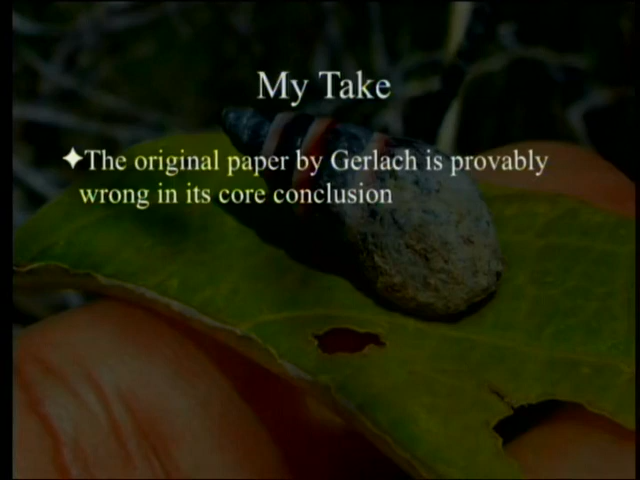 My Take
✦The original paper by Gerlach is provably
wrong in its core conclusion